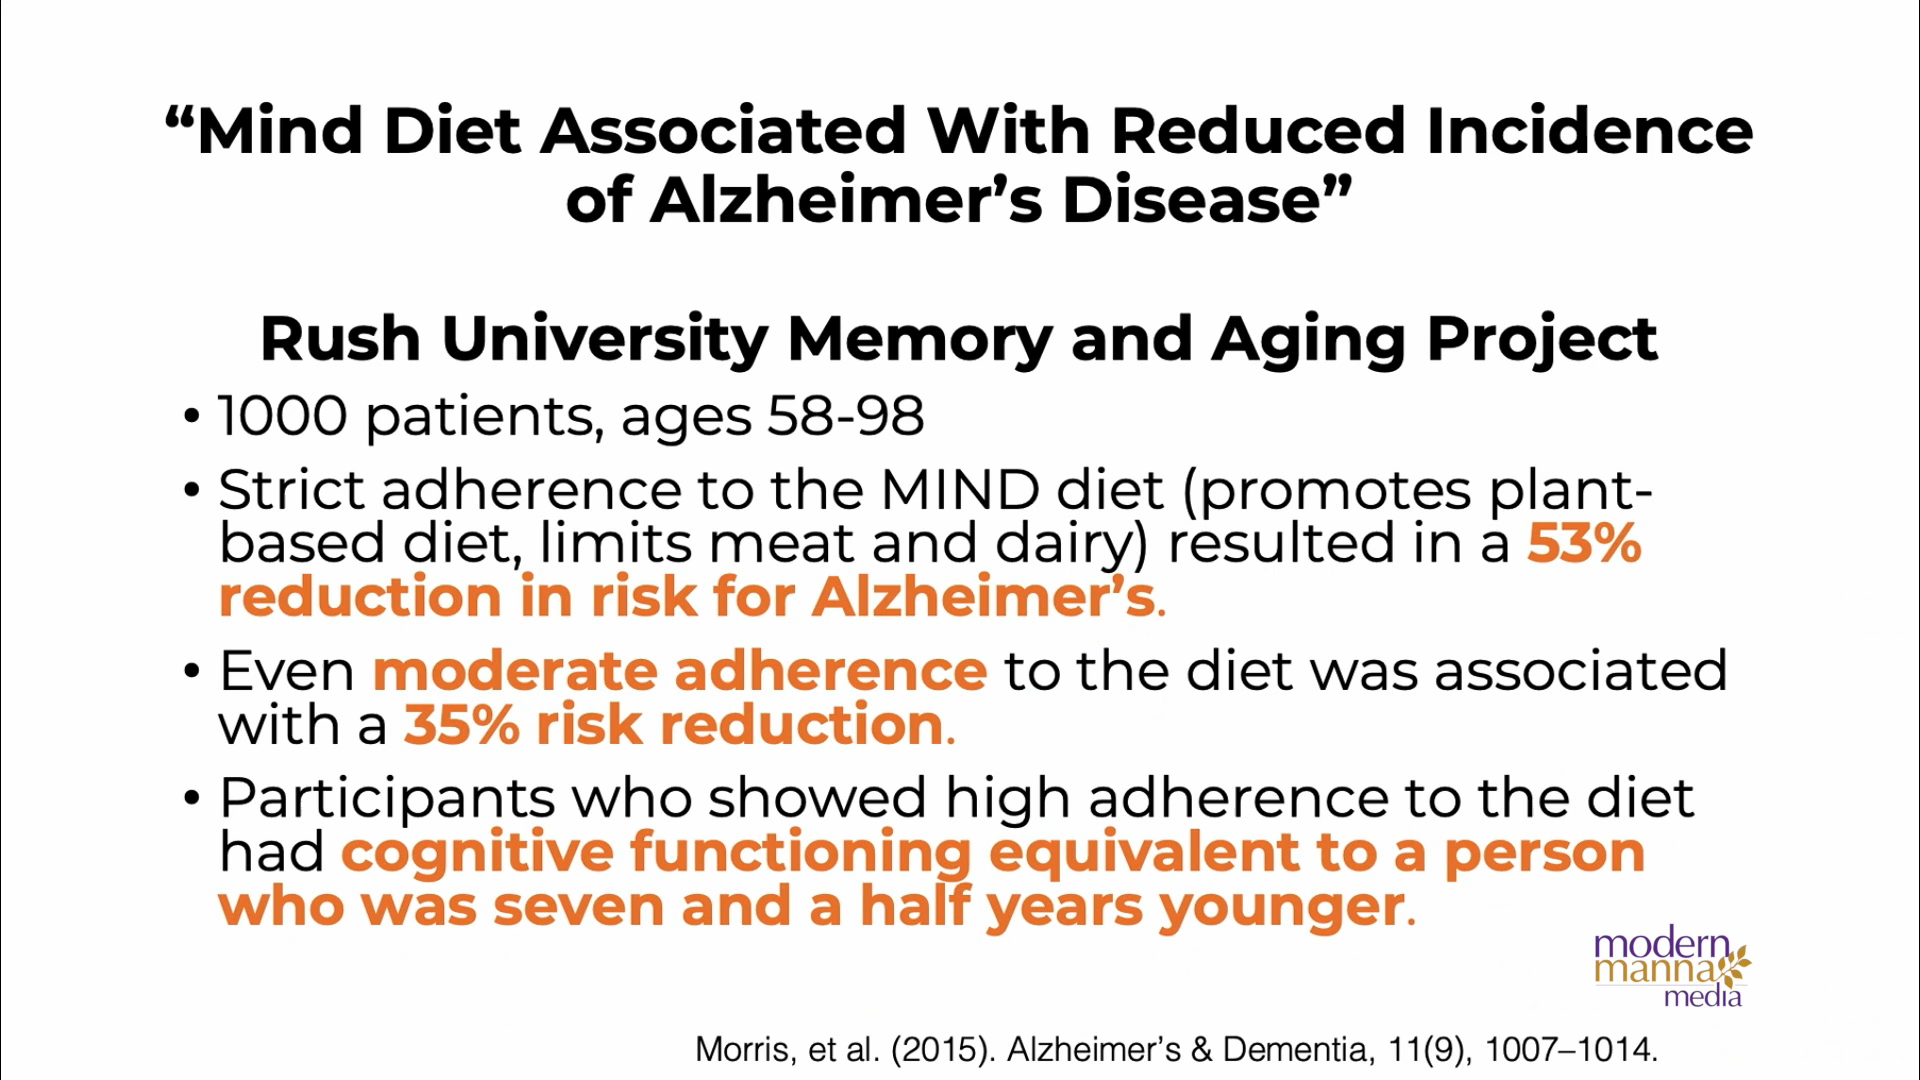 “Mind Diet Associated With Reduced Incidence
of Alzheimer’s Disease”
Rush University Memory and Aging Project
• 1000 patients, ages 58-98
• Strict adherence to the MIND diet (promotes plant-
based diet, limits meat and dairy) resulted in a 53%
reduction in risk for Alzheimer’s.
• Even moderate adherence to the diet was associated
with a 35% risk reduction.
• Participants who showed high adherence to the diet
had cognitive functioning equivalent to a person
who was seven and a half years younger.
modern
manna
media
Morris, et al. (2015). Alzheimer’s & Dementia, 11(9), 1007–1014.